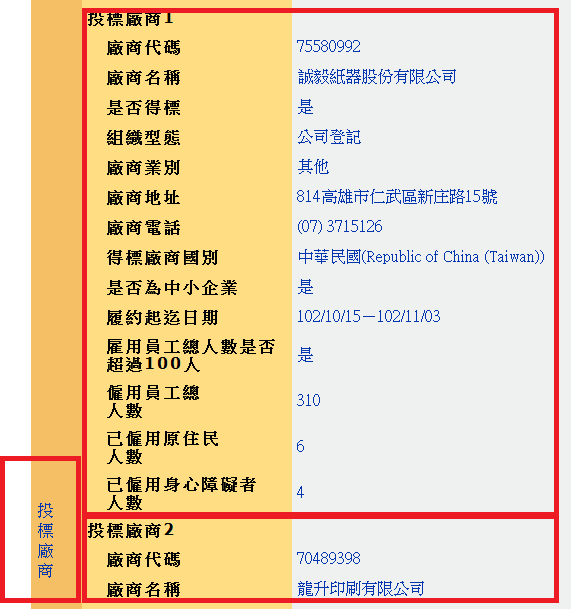 投標廠商1
廠商代碼 75580992
廠商名稱 誠毅紙器股份有限公司
是否得標 是
組織型態 公司登記
廠商業別 其他
廠商地址 814高雄市仁武區新庄路15號
廠商電話 (07) 3715126
得標廠商國別 中華民國(Republic of China (Taiwan))
是否為中小企業 是
履約起迄日期 102/10/15－102/11/03
雇用員工總人數是否
超過100人 是
僱用員工總
人數 310
已僱用原住民
人數 6
已僱用身心障礙者
人數 4
投
標
廠
商
投標廠商2
廠商代碼 70489398
廠商名稱 龍升印刷有限公司